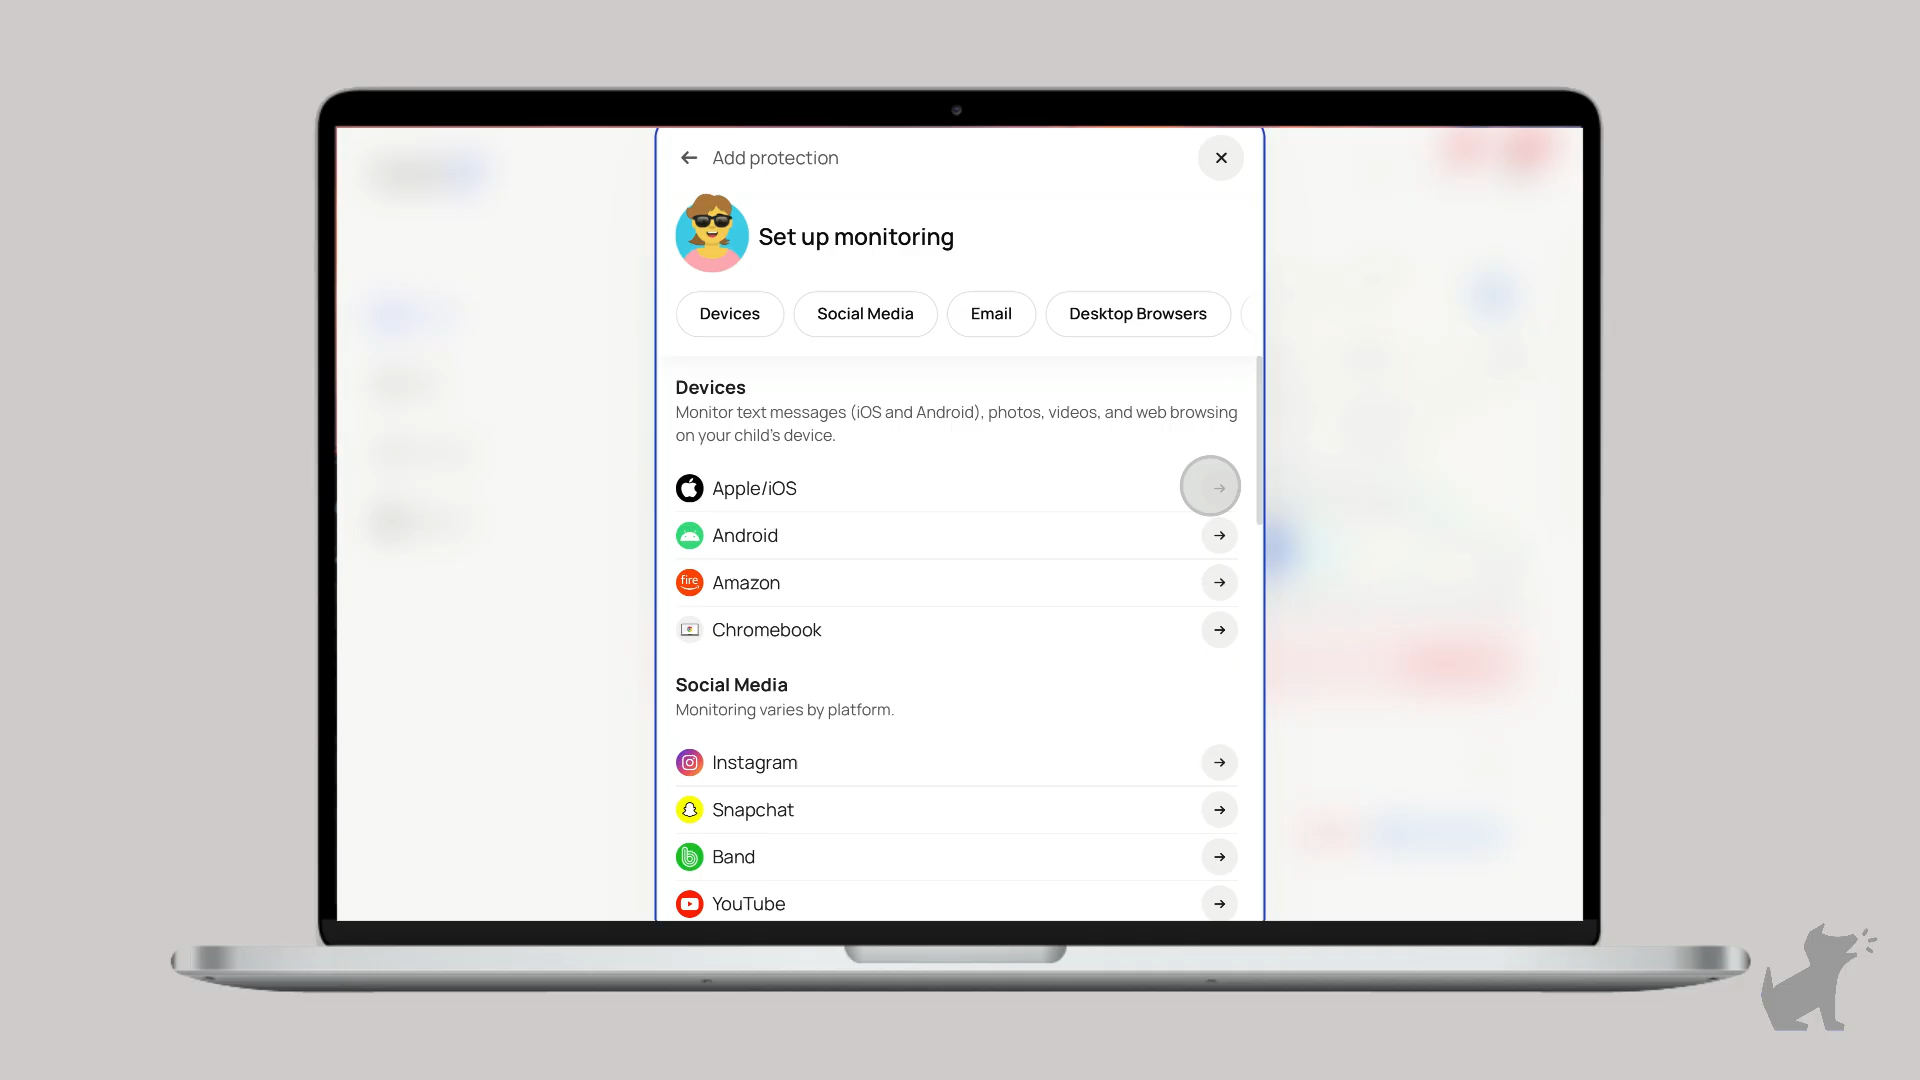 Add protection
Set up monitoring
Devices
Social Media
Email
Desktop Browsers
Devices
Monitor text messages (iOS and Android), photos, videos, and web browsing
on your child's device.
Apple/iOS
Android
fire
Amazon
Chromebook
Social Media
Monitoring varies by platform.
Instagram
Snapchat
Band
YouTube